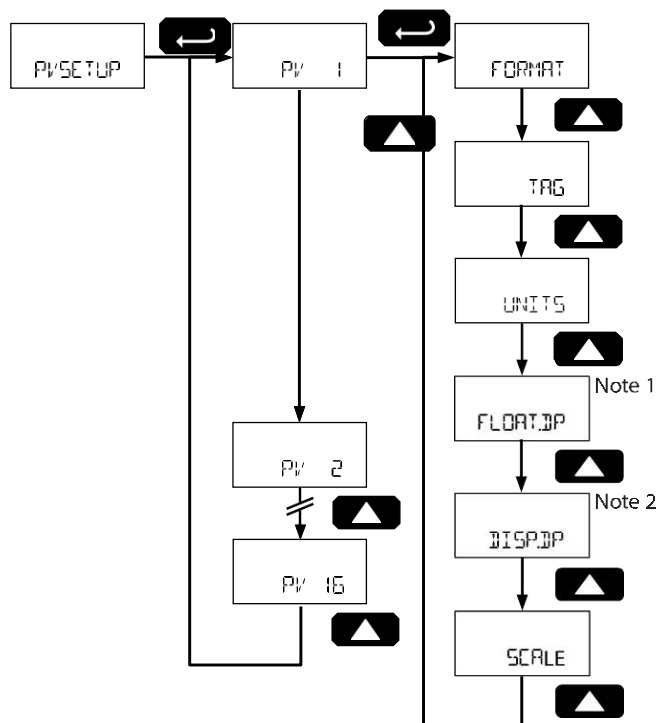 PVSETUP
PV 1
FORMAT
TAG
UNITS
FLOAT.DP
Note 1
PV 2
DISP.DP
Note 2
PV 16
SCALE